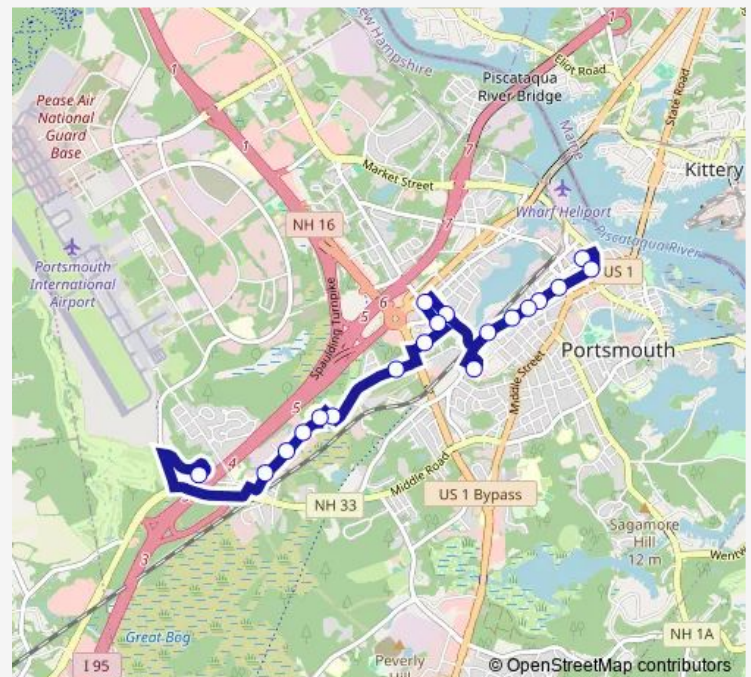 New Hampshire
1
1
Eliot Road
Piscataqua
River Bridge
State Road
Pease Air
National
Guard
Base
1
7
Maine
Market Street
Kittery
Wharf Heliport
NH 16
7
Piscataqua River
Portsmouth
International
Airport
US 1
6
5
Spaulding Turnpike
Portsmouth
Middle Street
5
4
Middle Road
US 1 Bypass
NH 33
Sagamore
Hill
12 m
3
Great Bog
NH 1A
I 95
Peverly
Hill
© OpenStreetMap contributors